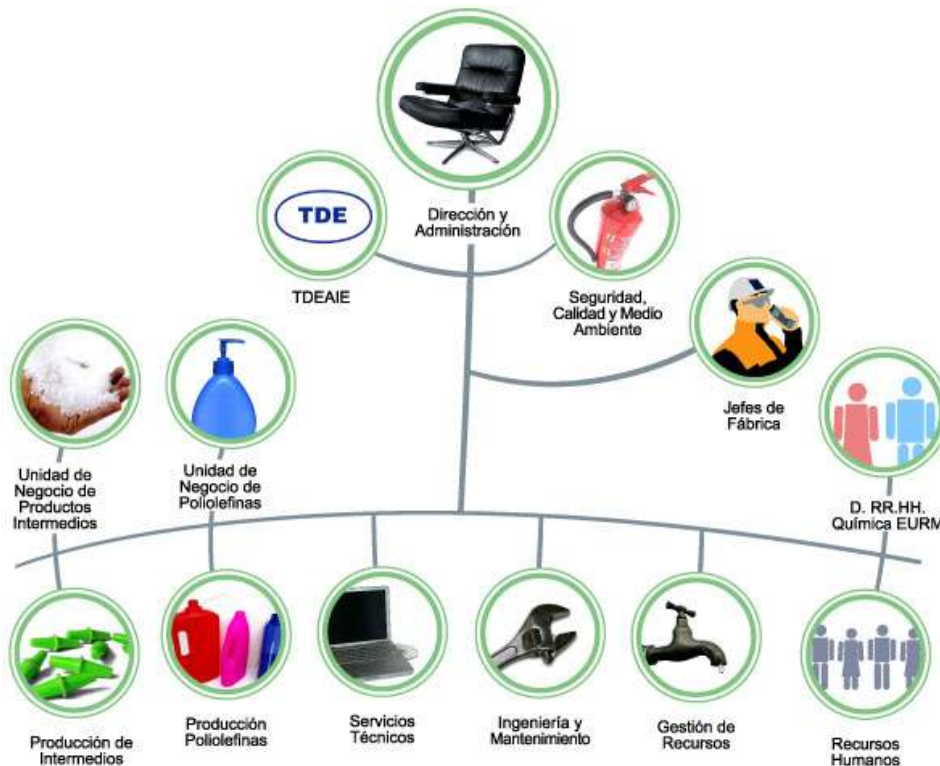 TDE
Dirección y
Administración
TDEAIE
Seguridad,
Calidad y Medio
Ambiente
Jefes de
Fábrica
Unidad de
Negocio de
Productos
Intermedios
Unidad de
Negocio de
Poliolefinas
D. RR.HH.
Química EURM
Producción de
Intermedios
Producción
Poliolefinas
Servicios
Técnicos
Ingeniería y
Mantenimiento
Gestión de
Recursos
Recursos
Humanos